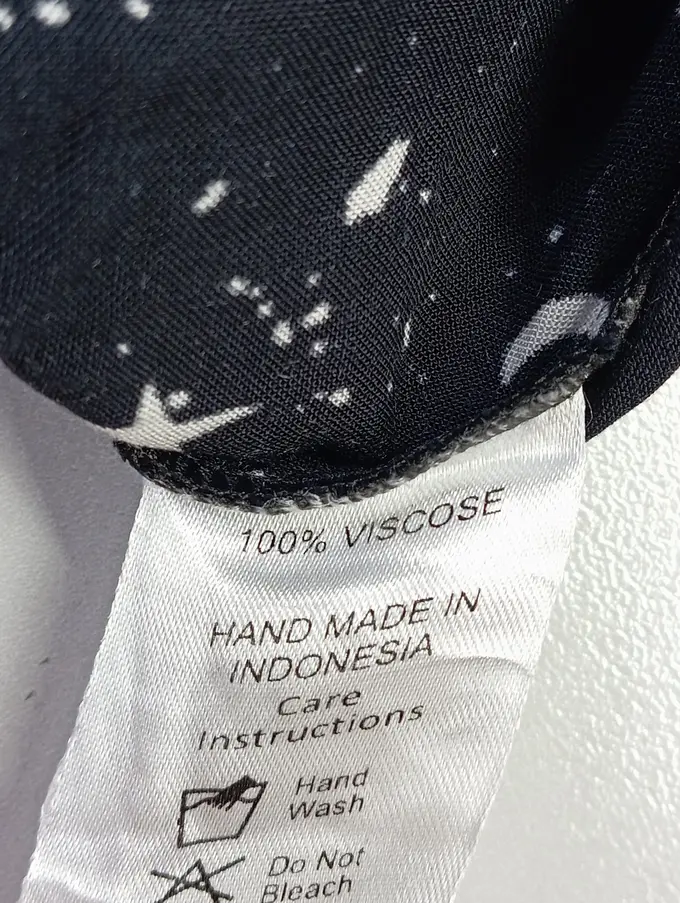 100% VISCOSE
HAND MADE IN
INDONESIA
Care
Instructions
Hand
Wash
Do Not
Bleach